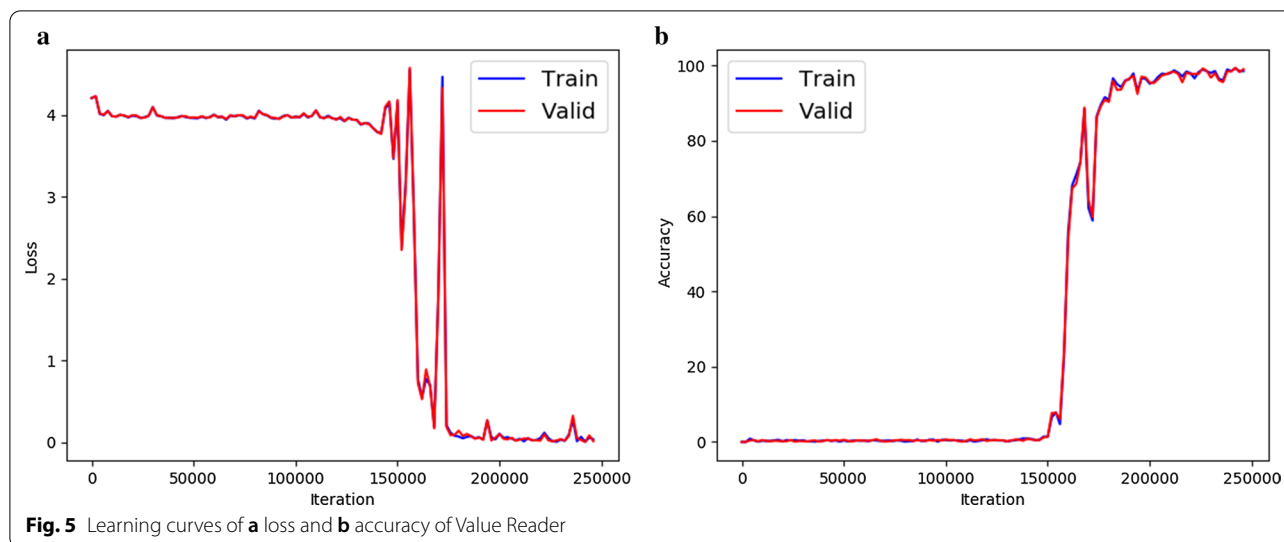 a
4
3
2
1
0
Loss
Train
Valid
0
50000
100000
150000
200000
250000
Iteration
b
100
80
60
40
20
0
Accuracy
Train
Valid
0
50000
100000
150000
200000
250000
Iteration
Fig. 5 Learning curves of a loss and b accuracy of Value Reader